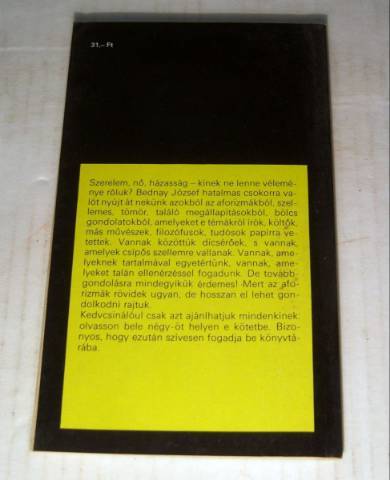 31,– Ft
Szerelem, nő, házasság – kinek ne lenne vélemé-
nye róluk? Bednay József hatalmas csokorra va-
lót nyújt át nekünk azokból az aforizmákból, szel-
lemes, tömör, találó megállapításokból, bölcs
gondolatokból, amelyeket e témákról írók, költők,
más művészek, filozófusok, tudósok papírra ve-
tettek. Vannak közöttük dicsérőek, s vannak,
amelyek csípős szellemre vallanak. Vannak, ame-
lyeknek tartalmával egyetértünk, vannak, ame-
lyeket talán ellenérzéssel fogadunk. De tovább-
gondolásra mindegyikük érdemes! Mert az afo-
rizmák rövidek ugyan, de hosszan el lehet gon-
dolkodni rajtuk.
Kedvcsinálóul csak azt ajánlhatjuk mindenkinek:
olvasson bele négy-öt helyen e kötetbe. Bizo-
nyos, hogy ezután szívesen fogadja be könyvtá-
rába.